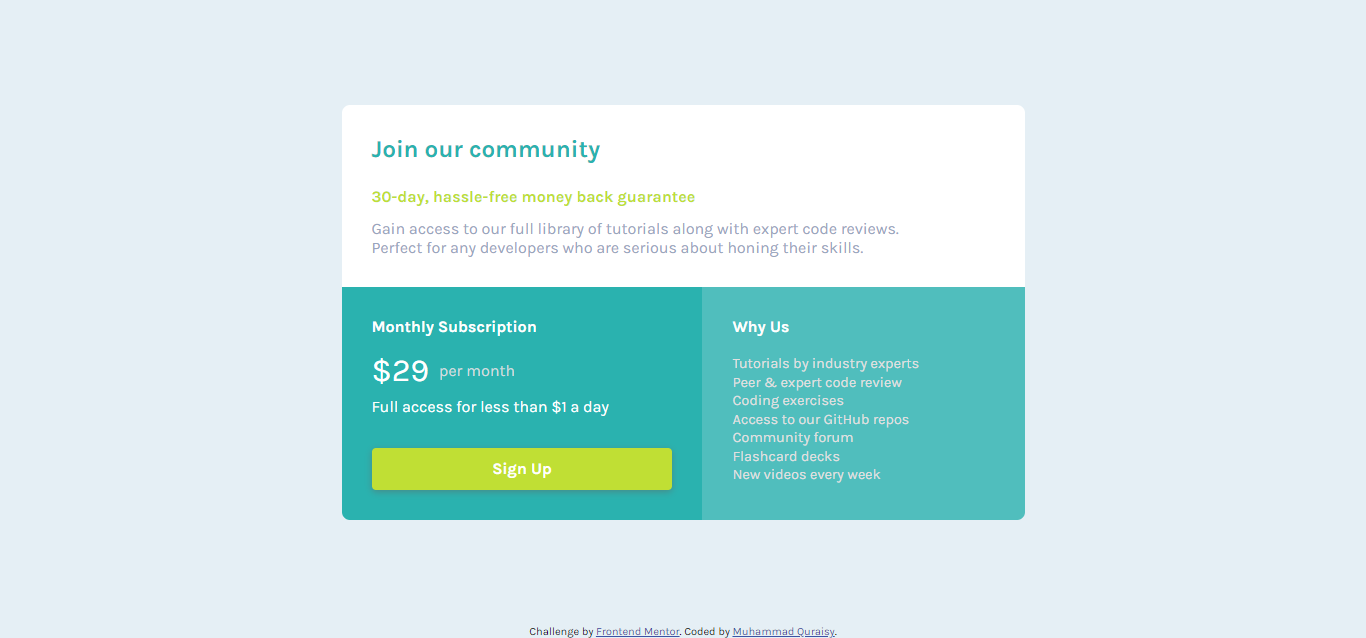 Join our community
30-day, hassle-free money back guarantee
Gain access to our full library of tutorials along with expert code reviews.
Perfect for any developers who are serious about honing their skills.
Monthly Subscription
$29 per month
Full access for less than $1 a day
Sign Up
Why Us
Tutorials by industry experts
Peer & expert code review
Coding exercises
Access to our GitHub repos
Community forum
Flashcard decks
New videos every week
Challenge by Frontend Mentor. Coded by Muhammad Quraisy.